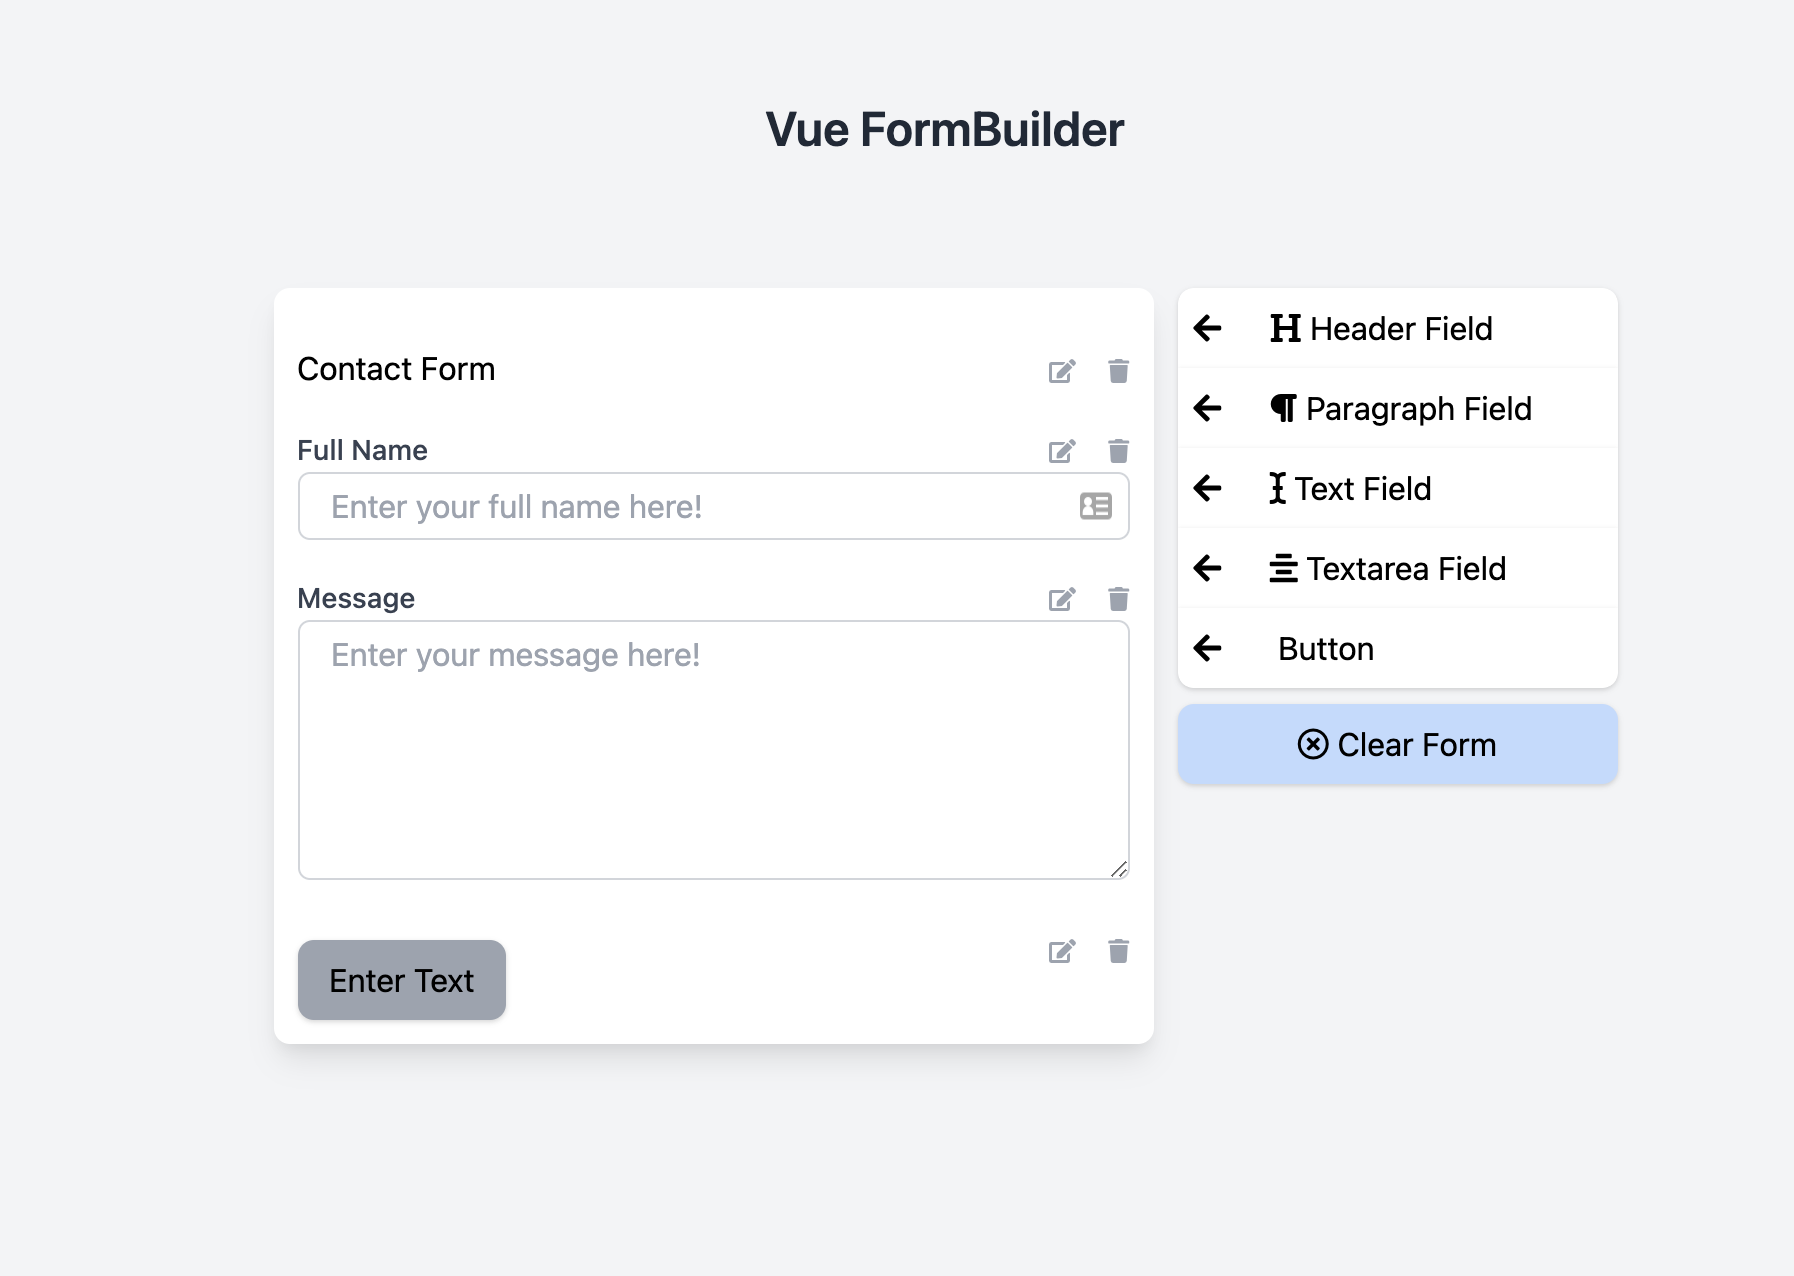 Vue FormBuilder
Contact Form
Full Name
Enter your full name here!
Message
Enter your message here!
Enter Text
Header Field
Paragraph Field
Text Field
Textarea Field
Button
Clear Form